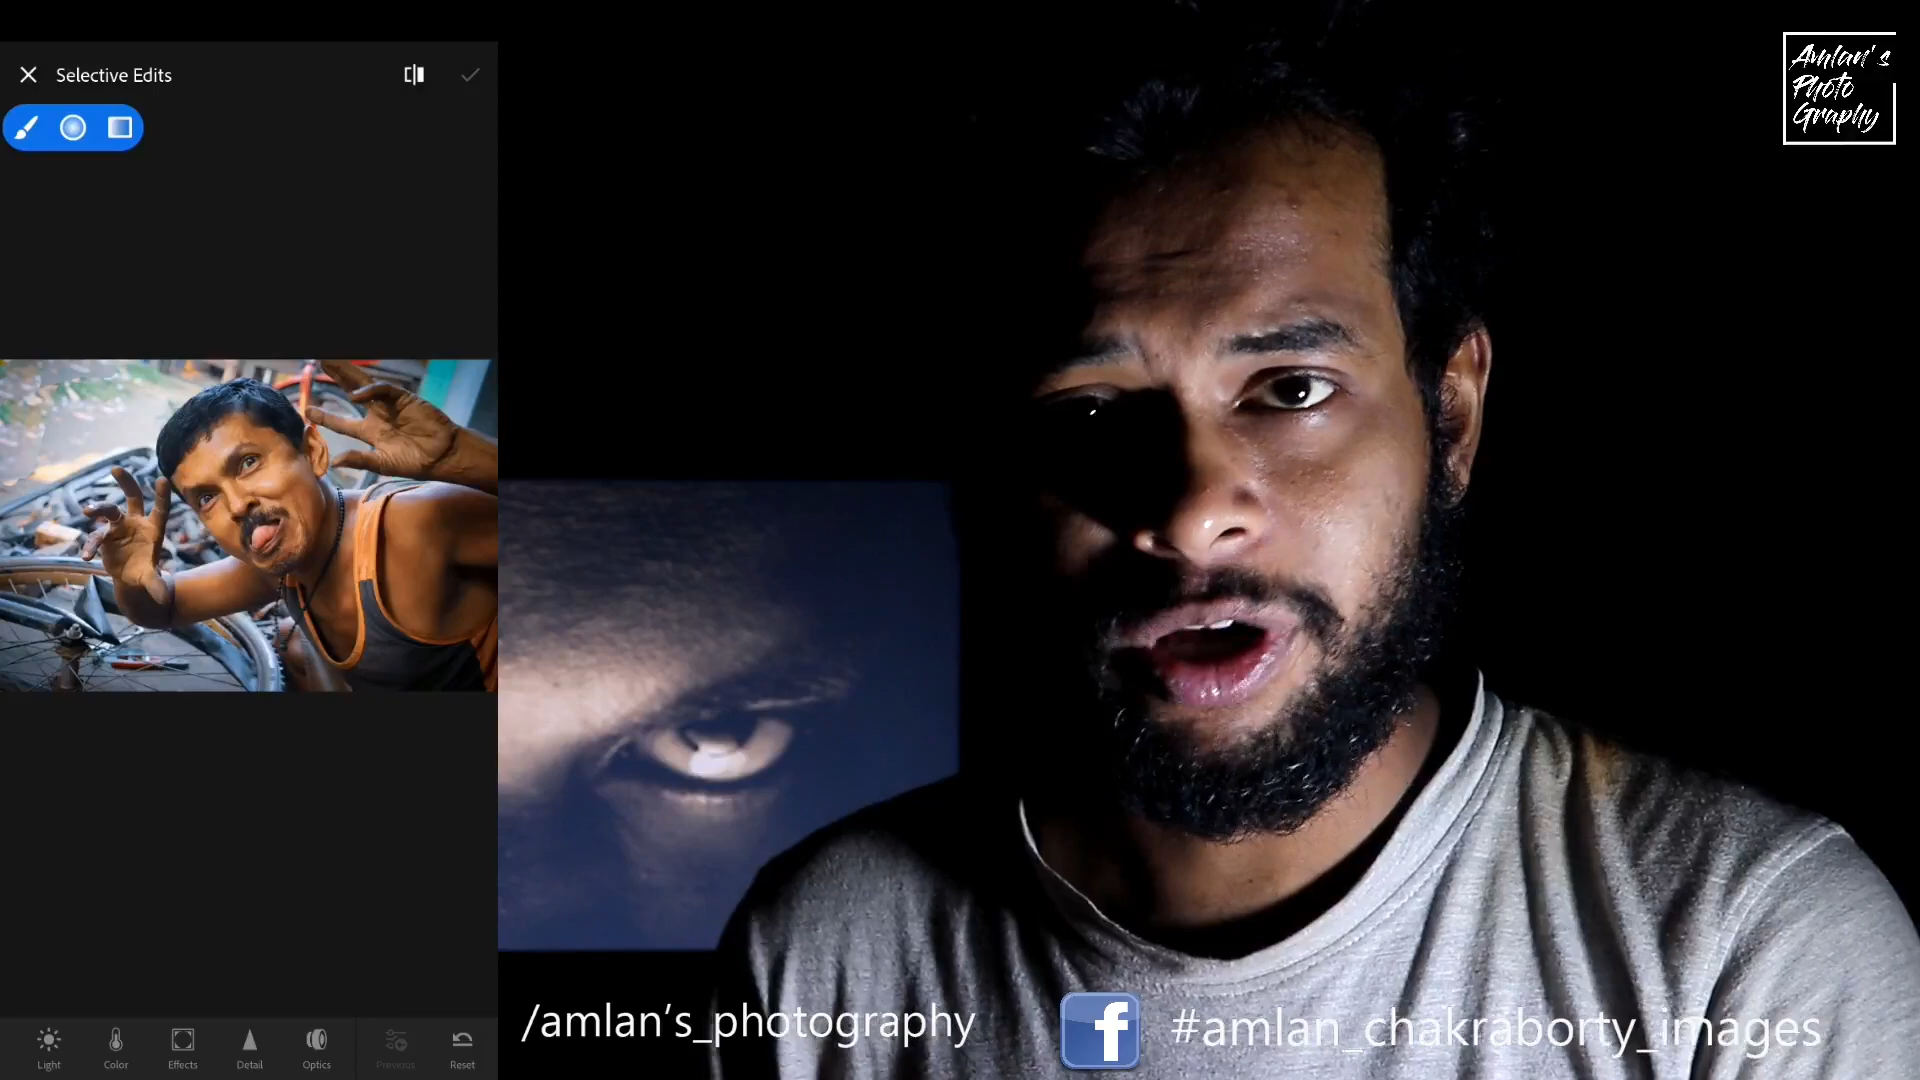 Selective Edits
Amlan's
Photo
Graphy
Light
Color
Effects
Detail
Optics
Previous
Reset
/amlan’s_photography
f
#amlan_chakraborty_images